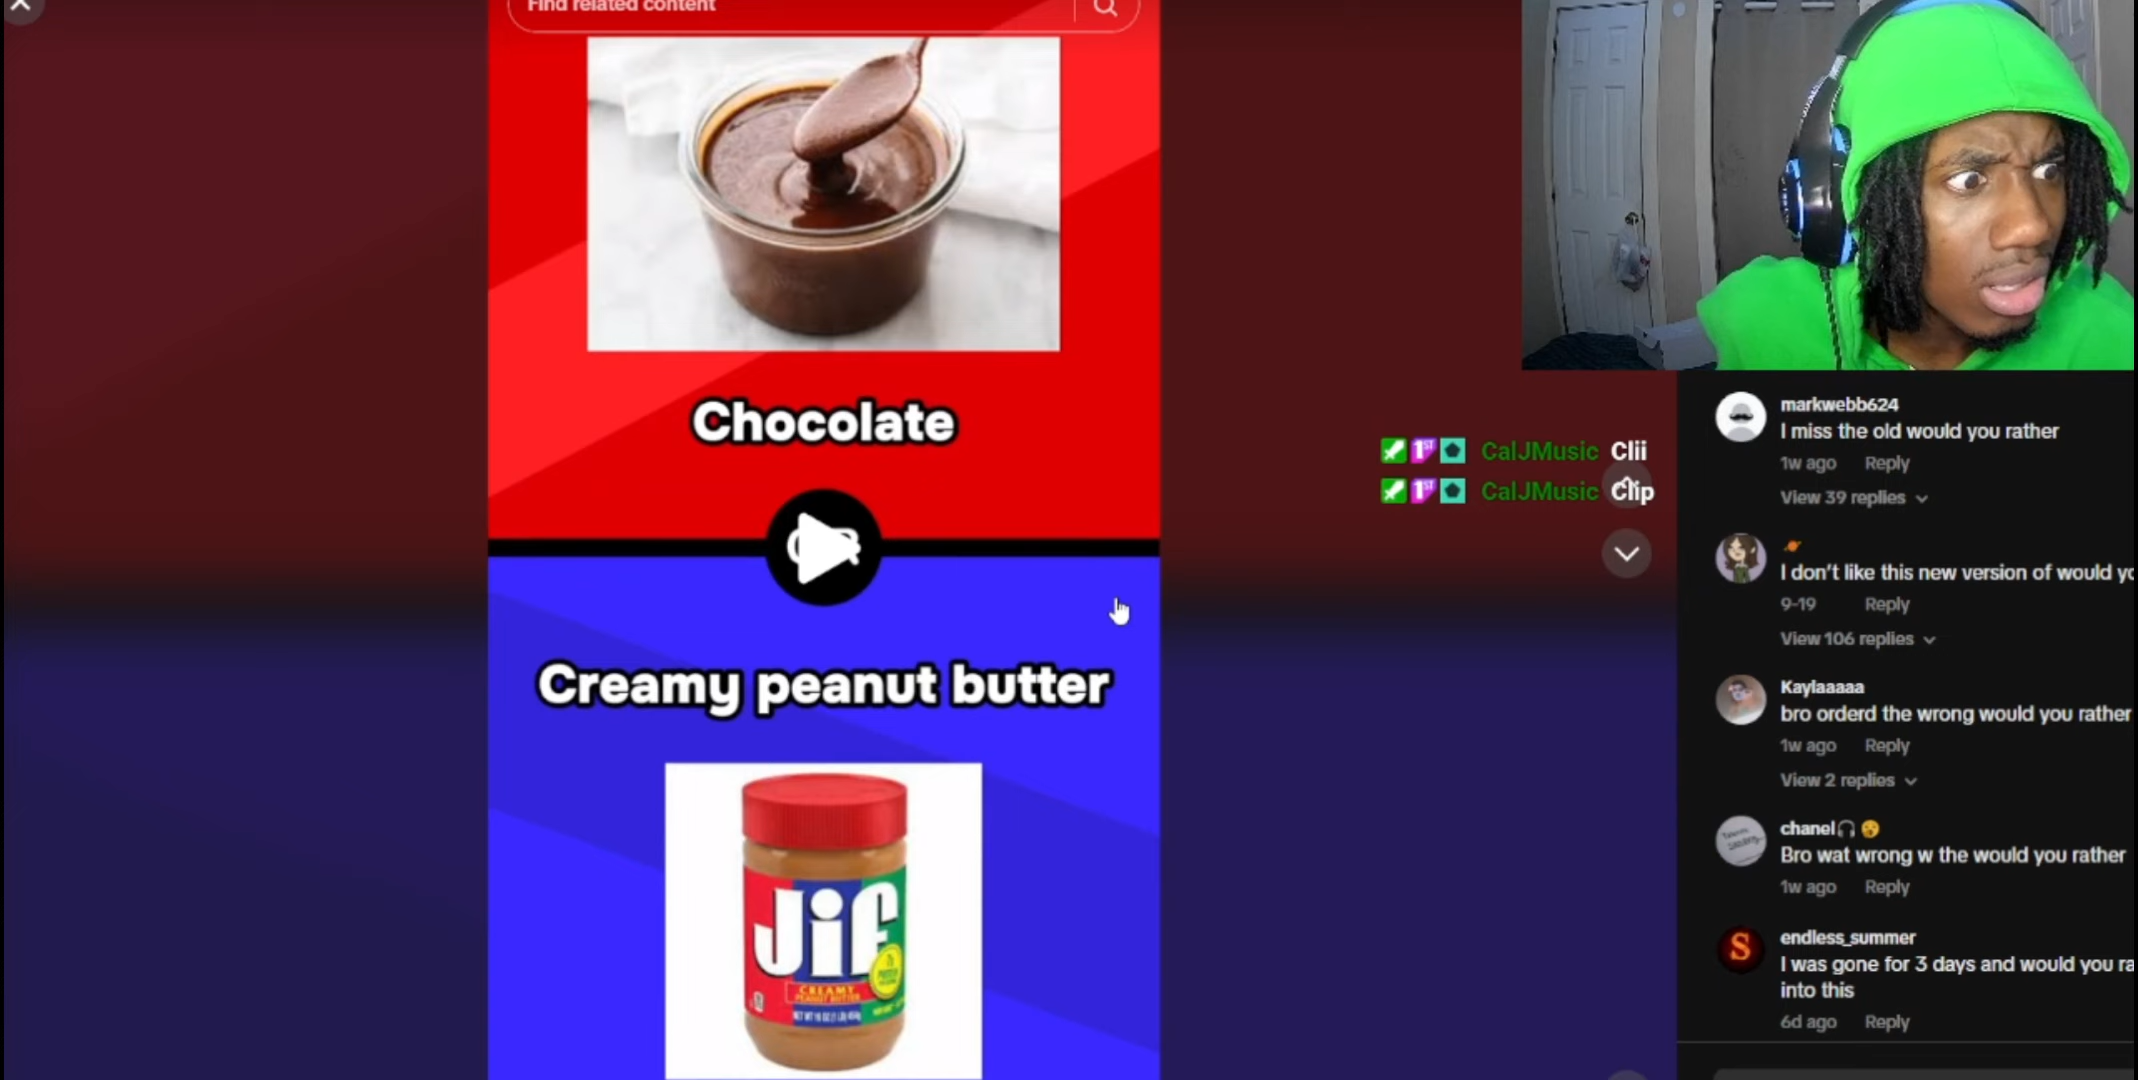 Find related content
Chocolate
Creamy peanut butter
Jif
CREAMY
PEANUT BUTTER
1ST CalJMusic Clii
1ST CalJMusic Clip
markwebb624
I miss the old would you rather
1w ago Reply
View 39 replies
I don't like this new version of would yo
9-19 Reply
View 106 replies
Kaylaaaaa
bro orderd the wrong would you rather
1w ago Reply
View 2 replies
chanel🎧😮
Bro wat wrong w the would you rather
1w ago Reply
S
endless_summer
I was gone for 3 days and would you ra
into this
6d ago Reply